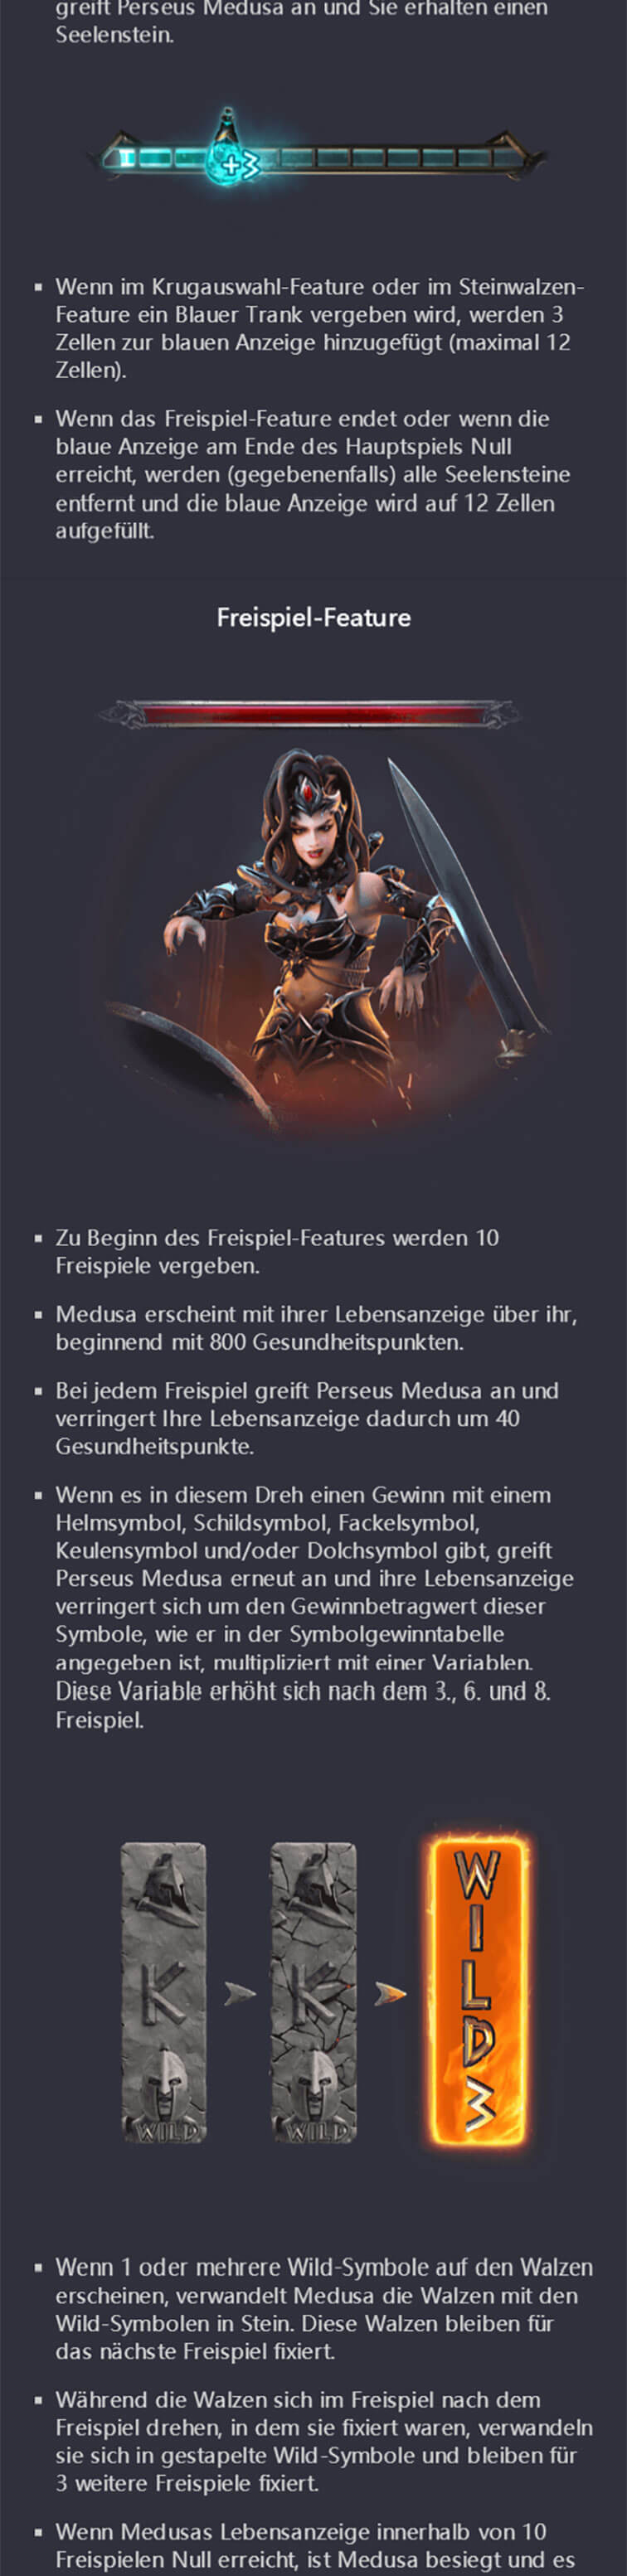 greift Perseus Medusa an und Sie erhalten einen
Seelenstein.
+3
▪ Wenn im Krugauswahl-Feature oder im Steinwalzen-
Feature ein Blauer Trank vergeben wird, werden 3
Zellen zur blauen Anzeige hinzugefügt (maximal 12
Zellen).
▪ Wenn das Freispiel-Feature endet oder wenn die
blaue Anzeige am Ende des Hauptspiels Null
erreicht, werden (gegebenenfalls) alle Seelensteine
entfernt und die blaue Anzeige wird auf 12 Zellen
aufgefüllt.
Freispiel-Feature
▪ Zu Beginn des Freispiel-Features werden 10
Freispiele vergeben.
▪ Medusa erscheint mit ihrer Lebensanzeige über ihr,
beginnend mit 800 Gesundheitspunkten.
▪ Bei jedem Freispiel greift Perseus Medusa an und
verringert Ihre Lebensanzeige dadurch um 40
Gesundheitspunkte.
▪ Wenn es in diesem Dreh einen Gewinn mit einem
Helmsymbol, Schildsymbol, Fackelsymbol,
Keulensymbol und/oder Dolchsymbol gibt, greift
Perseus Medusa erneut an und ihre Lebensanzeige
verringert sich um den Gewinnbetragwert dieser
Symbole, wie er in der Symbolgewinntabelle
angegeben ist, multipliziert mit einer Variablen.
Diese Variable erhöht sich nach dem 3., 6. und 8.
Freispiel.
K
WILD
K
WILD
WILD
3
▪ Wenn 1 oder mehrere Wild-Symbole auf den Walzen
erscheinen, verwandelt Medusa die Walzen mit den
Wild-Symbolen in Stein. Diese Walzen bleiben für
das nächste Freispiel fixiert.
▪ Während die Walzen sich im Freispiel nach dem
Freispiel drehen, in dem sie fixiert waren, verwandeln
sie sich in gestapelte Wild-Symbole und bleiben für
3 weitere Freispiele fixiert.
▪ Wenn Medusas Lebensanzeige innerhalb von 10
Freispielen Null erreicht, ist Medusa besiegt und es